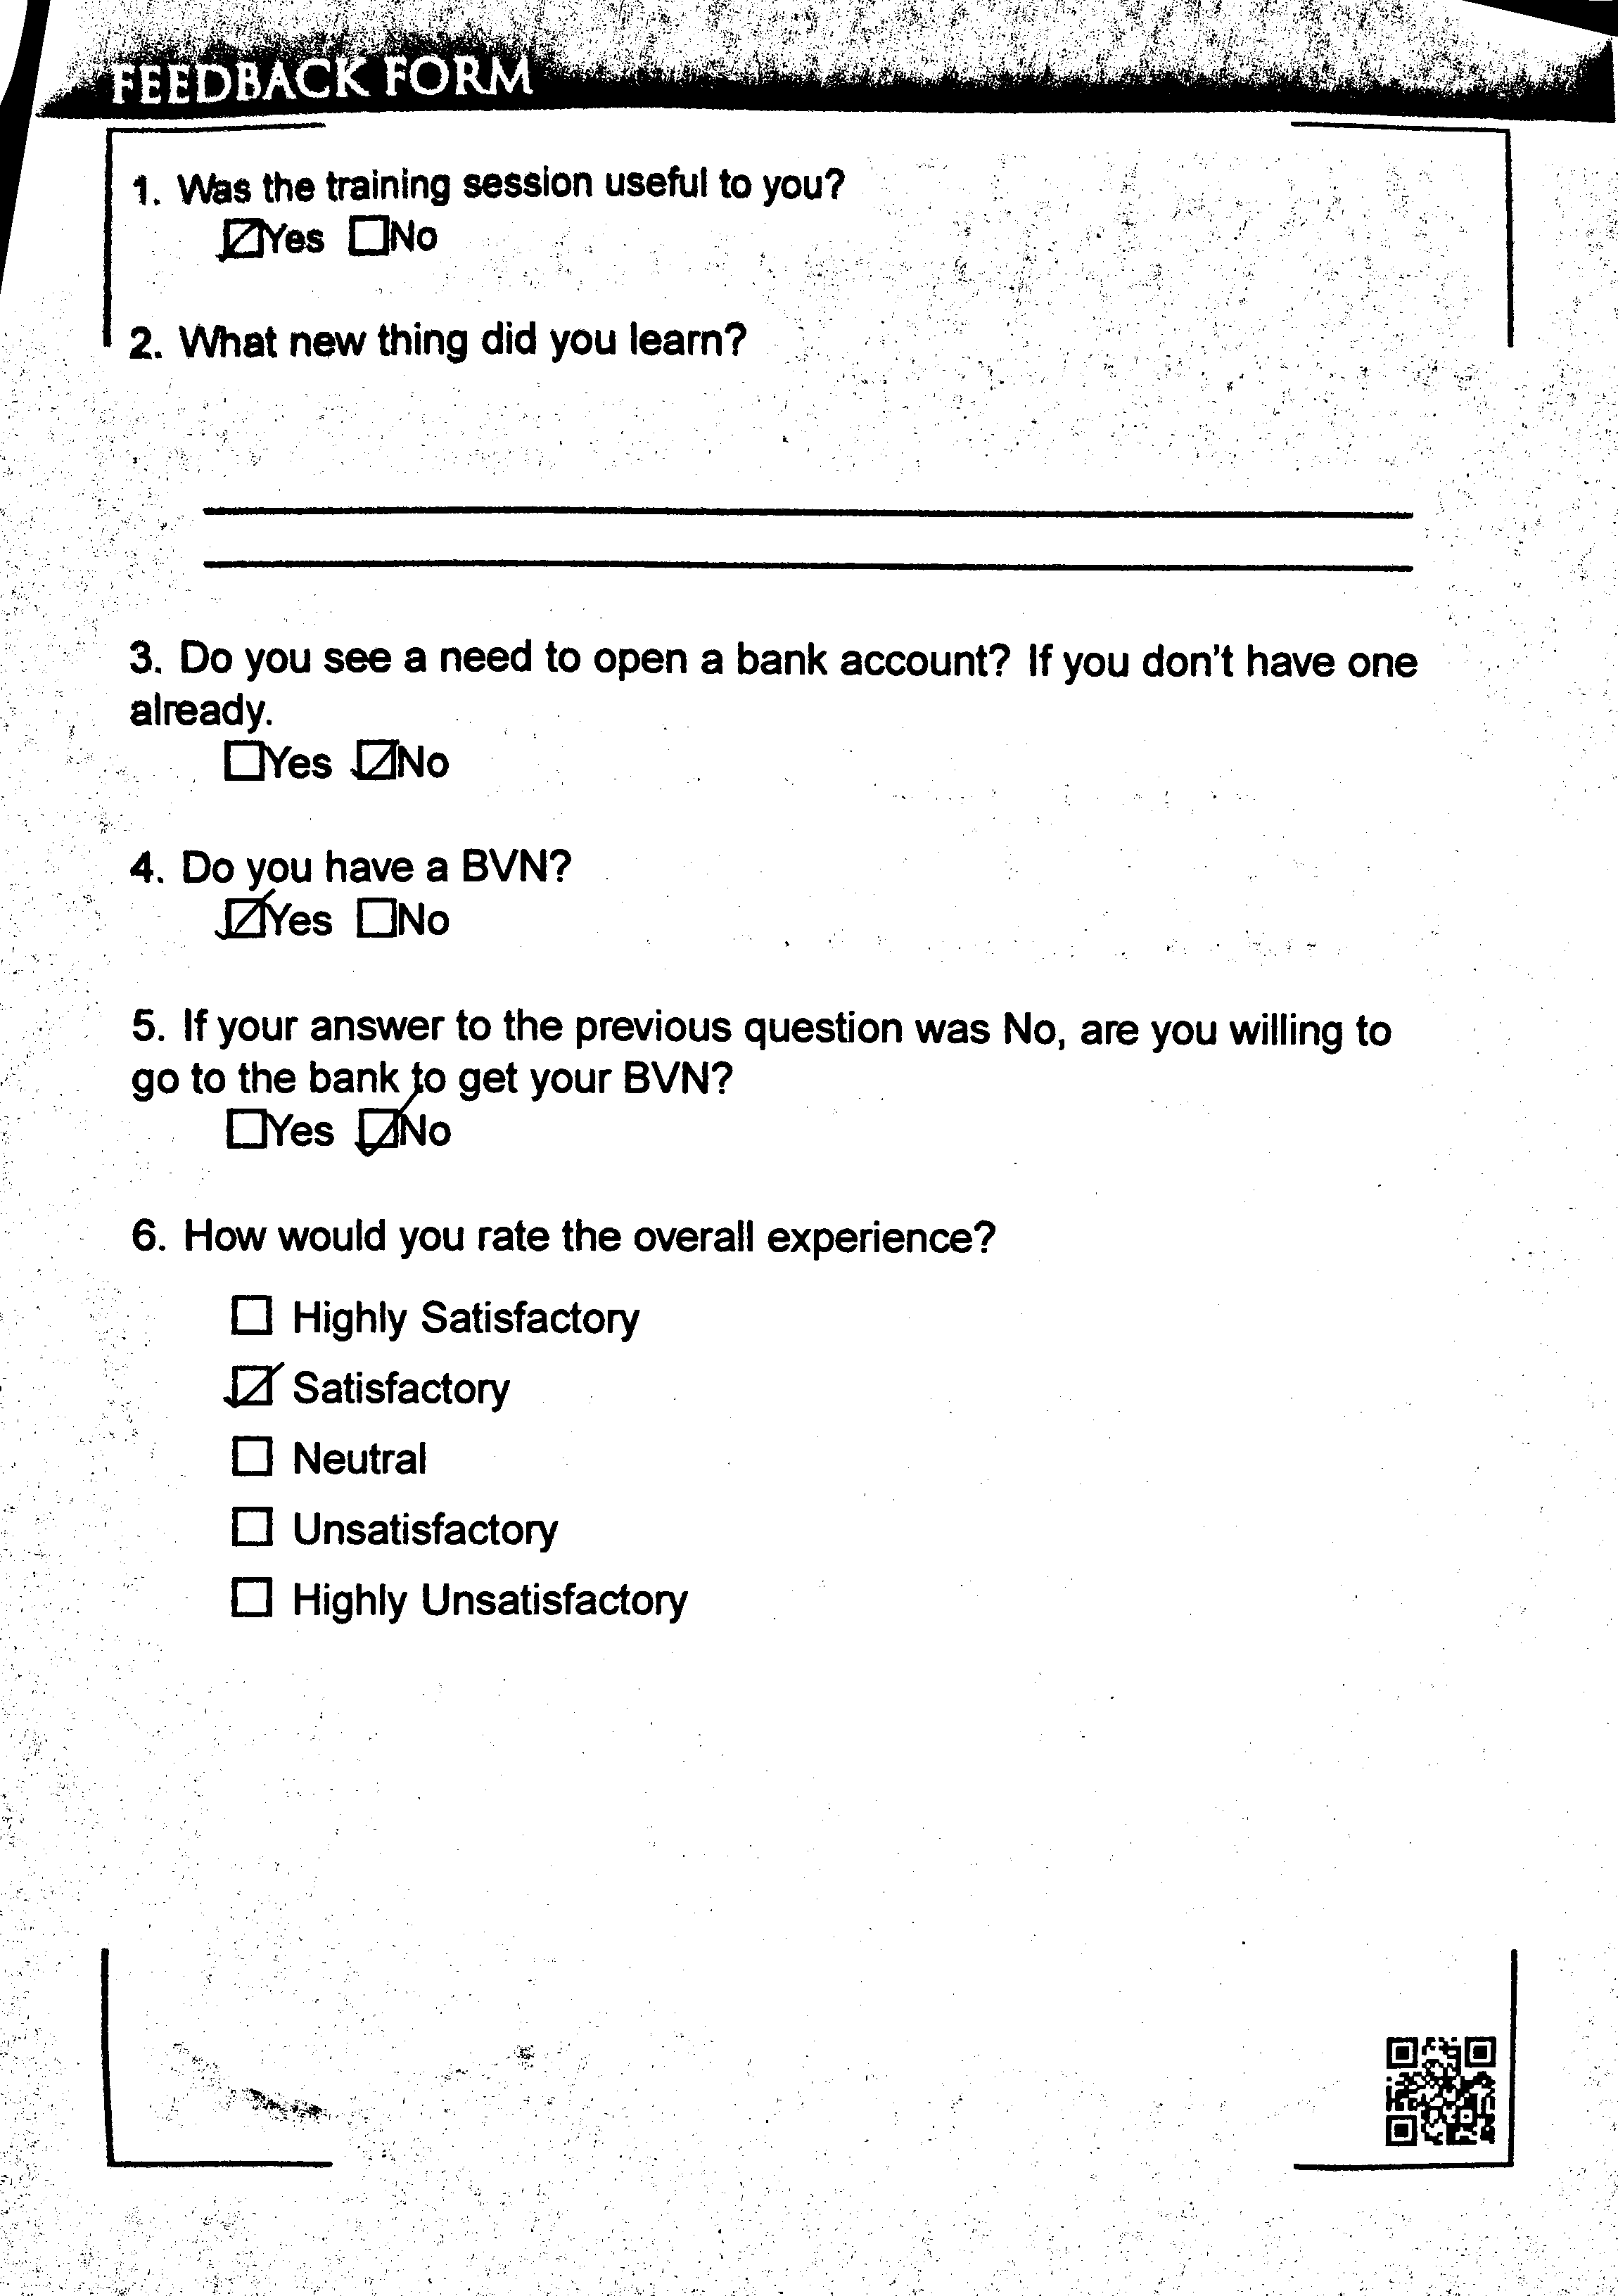 FEEDBACK FORM
1. Was the training session useful to you?
☑Yes ☐No
2. What new thing did you learn?
3. Do you see a need to open a bank account? If you don't have one
already.
☐Yes ☑No
4. Do you have a BVN?
☑Yes ☐No
5. If your answer to the previous question was No, are you willing to
go to the bank to get your BVN?
☐Yes ☑No
6. How would you rate the overall experience?
☐ Highly Satisfactory
☑ Satisfactory
☐ Neutral
☐ Unsatisfactory
☐ Highly Unsatisfactory